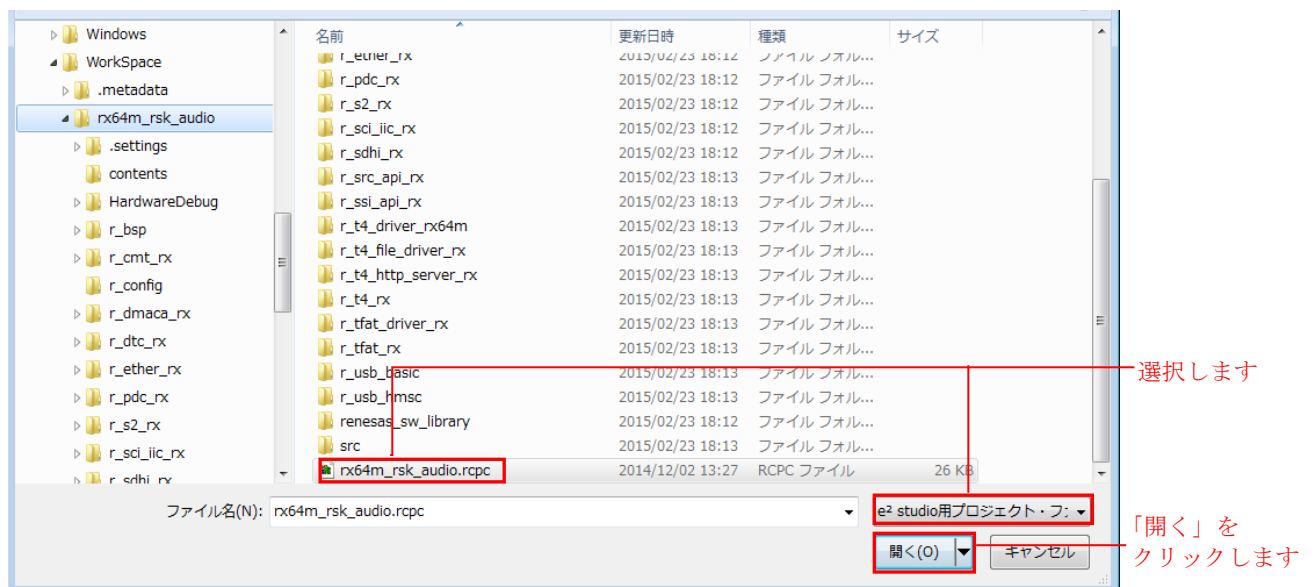 Windows
WorkSpace
.metadata
rx64m_rsk_audio
.settings
contents
HardwareDebug
r_bsp
r_cmt_rx
r_config
r_dmaca_rx
r_dtc_rx
r_ether_rx
r_pdc_rx
r_s2_rx
r_sci_iic_rx
r_sdhi_rx
名前 更新日時 種類 サイズ
r_ether_rx 2015/02/23 18:12 ファイル フォル...
r_pdc_rx 2015/02/23 18:12 ファイル フォル...
r_s2_rx 2015/02/23 18:12 ファイル フォル...
r_sci_iic_rx 2015/02/23 18:12 ファイル フォル...
r_sdhi_rx 2015/02/23 18:12 ファイル フォル...
r_src_api_rx 2015/02/23 18:13 ファイル フォル...
r_ssi_api_rx 2015/02/23 18:13 ファイル フォル...
r_t4_driver_rx64m 2015/02/23 18:13 ファイル フォル...
r_t4_file_driver_rx 2015/02/23 18:13 ファイル フォル...
r_t4_http_server_rx 2015/02/23 18:13 ファイル フォル...
r_t4_rx 2015/02/23 18:13 ファイル フォル...
r_tfat_driver_rx 2015/02/23 18:13 ファイル フォル...
r_tfat_rx 2015/02/23 18:13 ファイル フォル...
r_usb_basic 2015/02/23 18:13 ファイル フォル...
r_usb_hmsc 2015/02/23 18:13 ファイル フォル...
renesas_sw_library 2015/02/23 18:12 ファイル フォル...
src 2015/02/23 18:13 ファイル フォル...
rx64m_rsk_audio.rcpc 2014/12/02 13:27 RCPC ファイル 26 KB
選択します
ファイル名(N): rx64m_rsk_audio.rcpc e² studio用プロジェクト・フ:
開く(O) キャンセル
「開く」を
クリックします